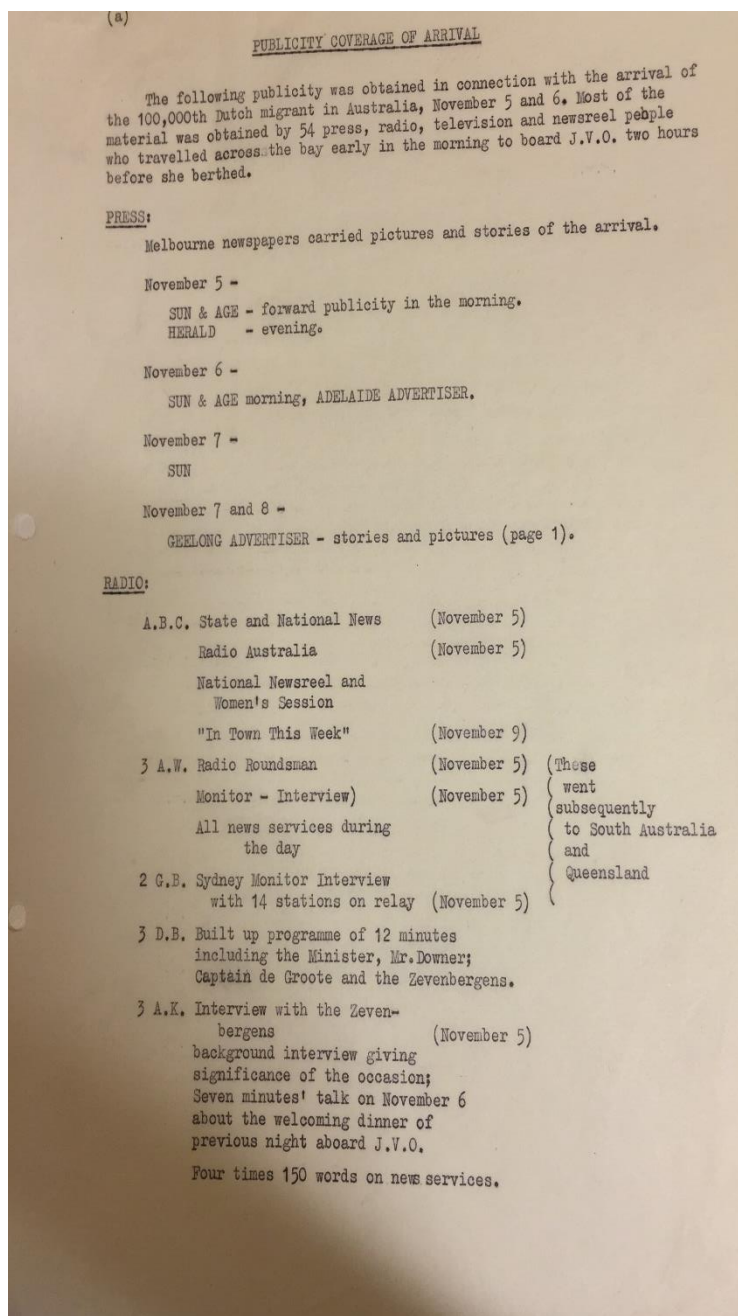 (a)
PUBLICITY COVERAGE OF ARRIVAL
The following publicity was obtained in connection with the arrival of
the 100,000th Dutch migrant in Australia, November 5 and 6. Most of the
material was obtained by 54 press, radio, television and newsreel people
who travelled across the bay early in the morning to board J.V.O. two hours
before she berthed.
PRESS:
Melbourne newspapers carried pictures and stories of the arrival.
November 5 -
SUN & AGE - forward publicity in the morning.
HERALD - evening.
November 6 -
SUN & AGE morning, ADELAIDE ADVERTISER.
November 7 -
SUN
November 7 and 8 -
GEELONG ADVERTISER - stories and pictures (page 1).
RADIO:
A.B.C. State and National News (November 5)
Radio Australia (November 5)
National Newsreel and
Women's Session
"In Town This Week" (November 9)
3 A.W. Radio Roundsman (November 5) (These
( went
Monitor - Interview) (November 5) (subsequently
All news services during ( to South Australia
the day ( and
2 G.B. Sydney Monitor Interview ( Queensland
with 14 stations on relay (November 5) (
3 D.B. Built up programme of 12 minutes
including the Minister, Mr.Downer;
Captain de Groote and the Zevenbergens.
3 A.K. Interview with the Zeven-
bergens (November 5)
background interview giving
significance of the occasion;
Seven minutes' talk on November 6
about the welcoming dinner of
previous night aboard J.V.O.
Four times 150 words on news services.